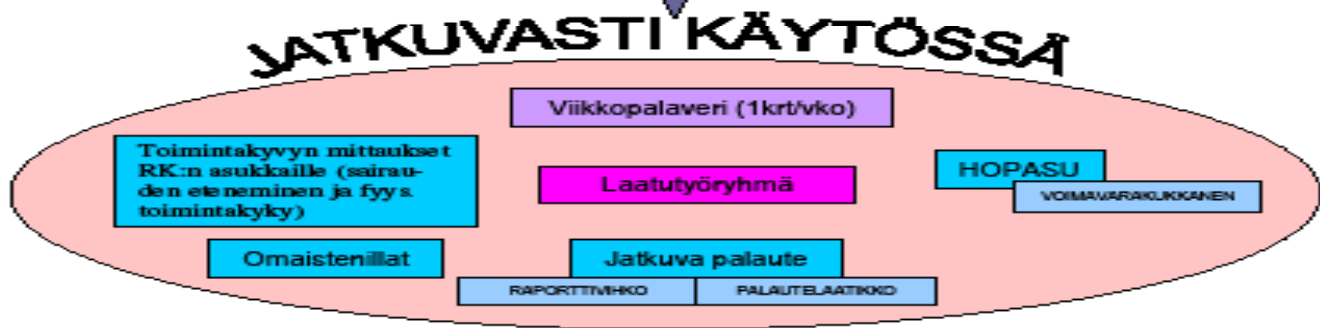 JATKUVASTI KÄYTÖSSÄ
Viikkopalaveri (1krt/vko)
Toimintakyvyn mittaukset
RK:n asukkaille (sairau-
den eteneminen ja fyys.
toimintakyky)
Laatutyöryhmä
HOPASU
VOIMAVARAKUKKANEN
Omaistenillat
Jatkuva palaute
RAPORTTIVIHKO
PALAUTELAATIKKO